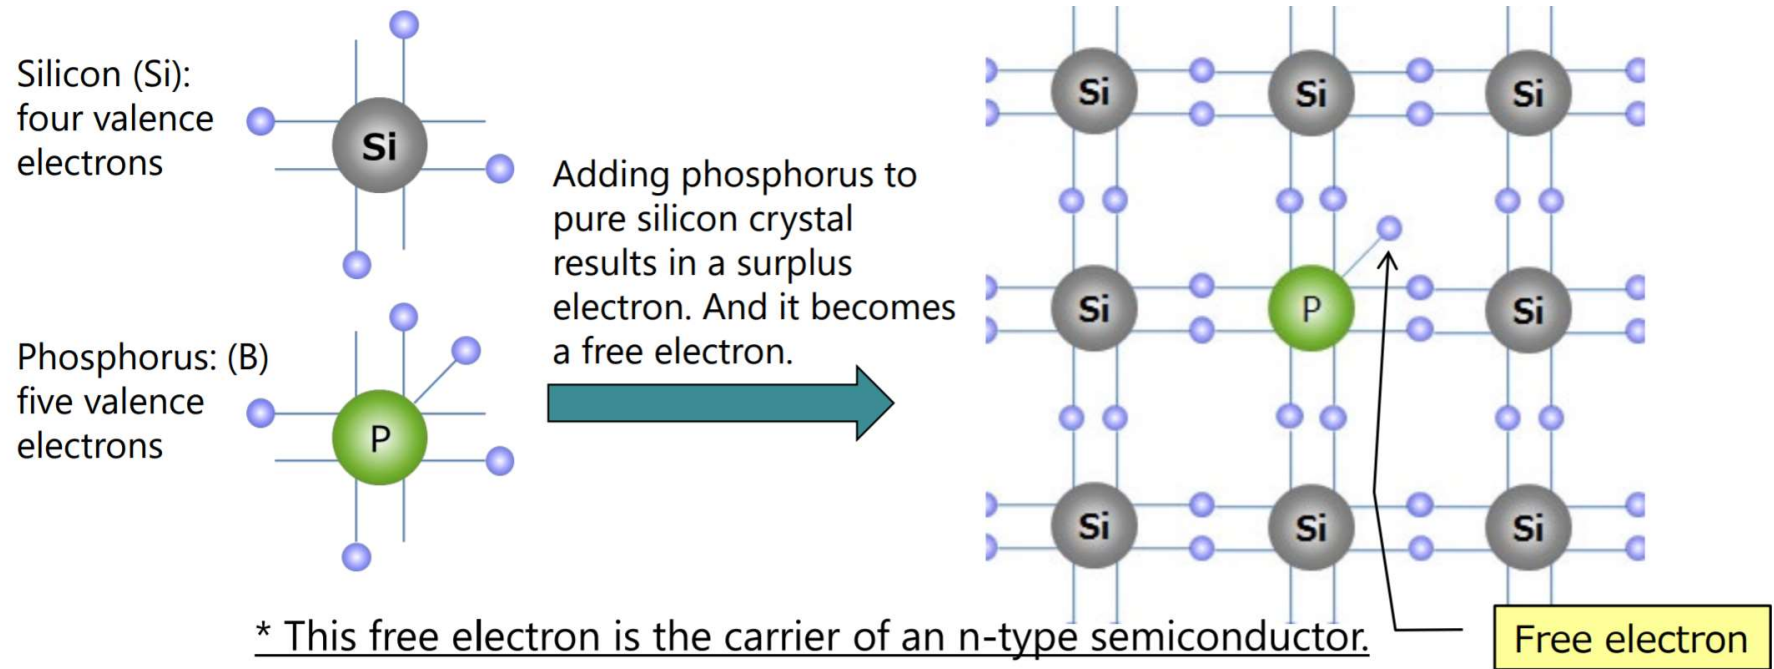 Silicon (Si):
four valence
electrons
Si
Phosphorus: (B)
five valence
electrons
P
Adding phosphorus to
pure silicon crystal
results in a surplus
electron. And it becomes
a free electron.
Si Si Si
Si P Si
Si Si Si
* This free electron is the carrier of an n-type semiconductor.
Free electron